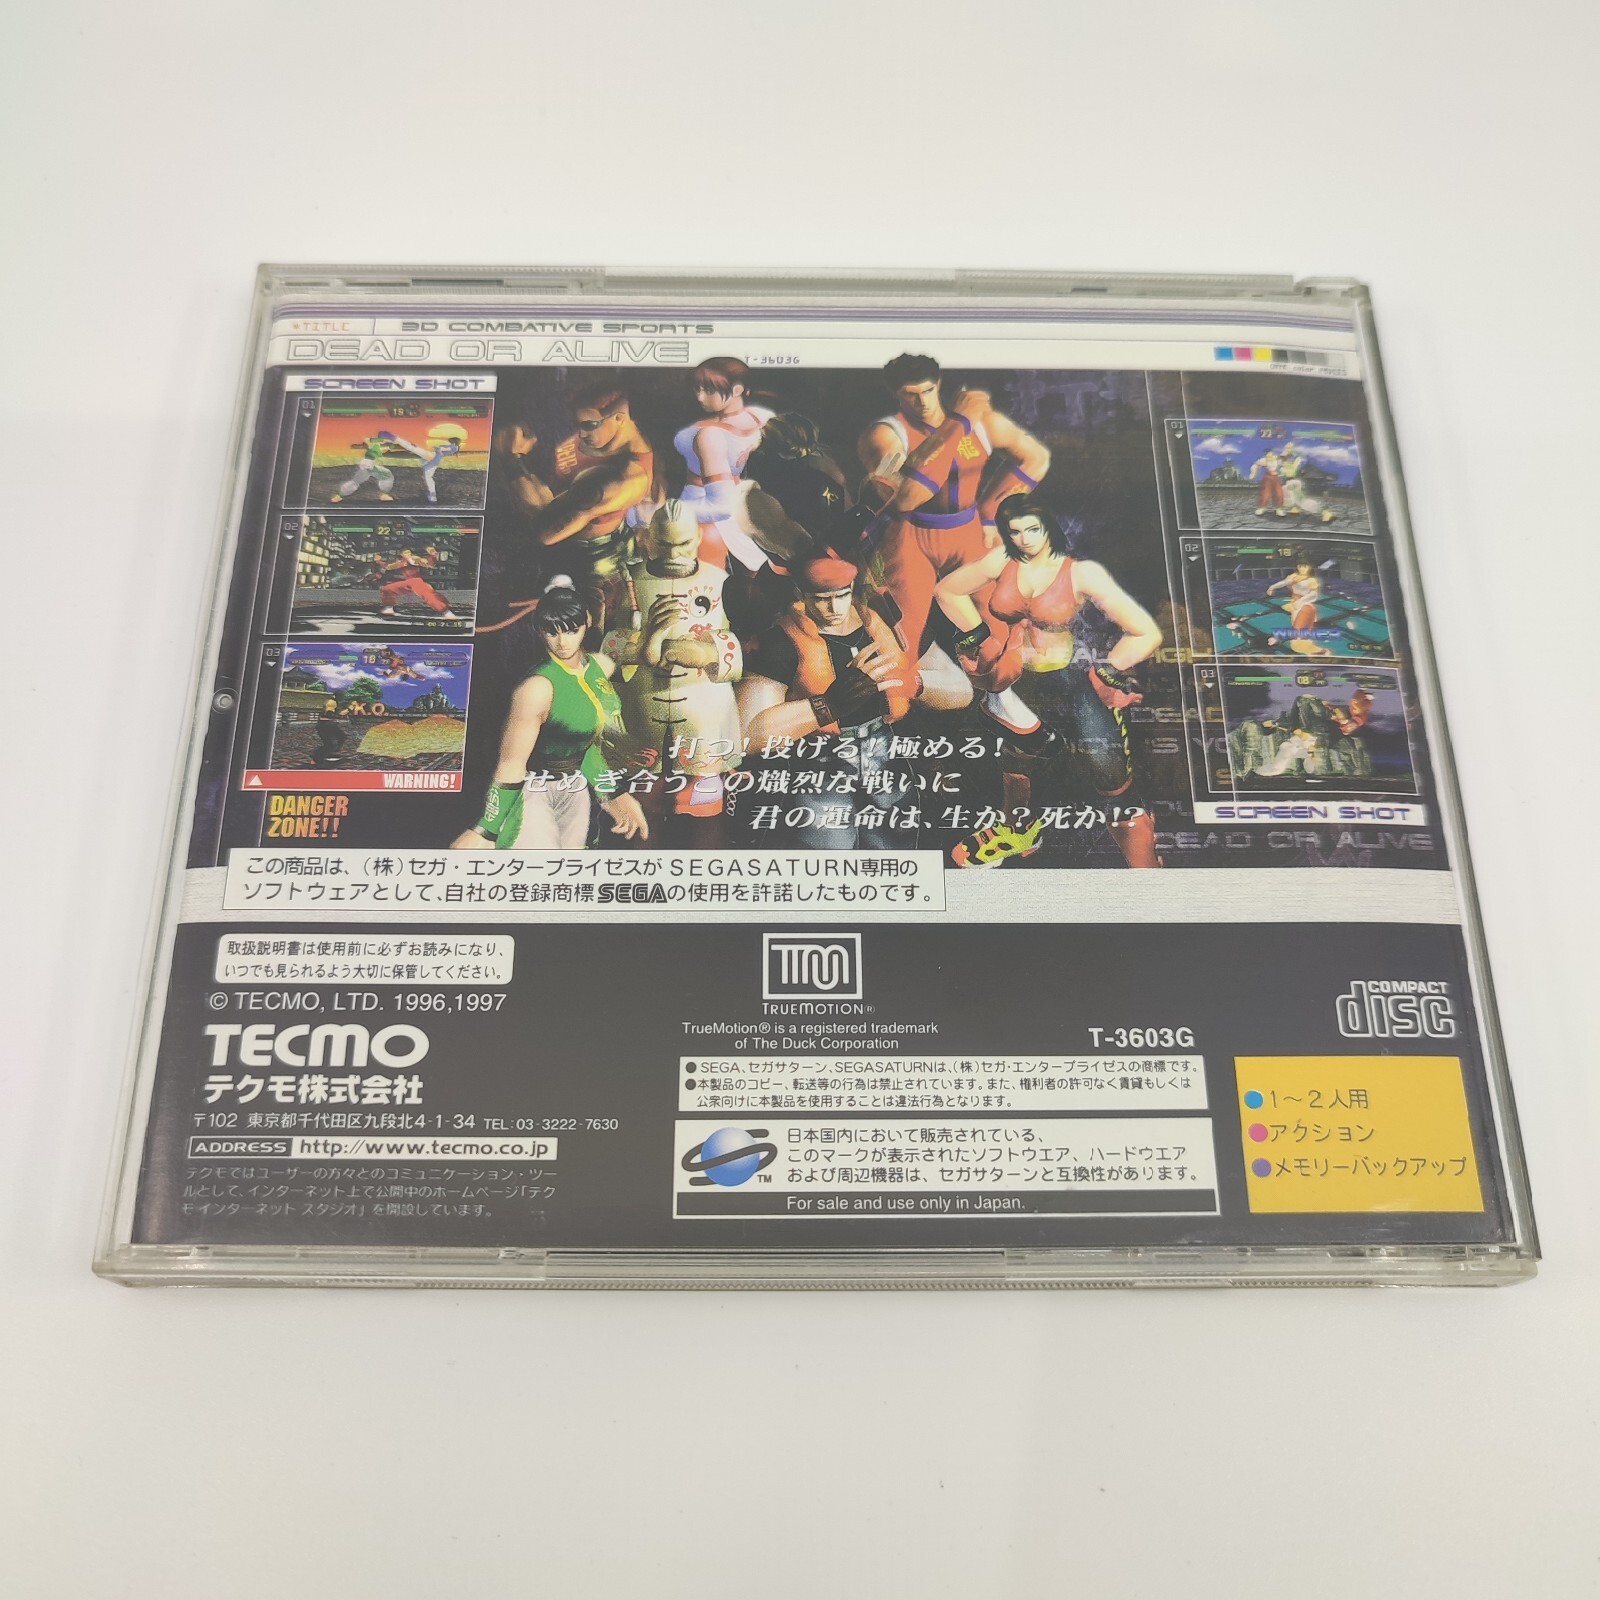 *TITLE
3D COMBATIVE SPORTS
DEAD OR ALIVE
T-3603G
SCREEN SHOT
01
02
03
K.O.
WARNING!
DANGER
ZONE!!
01
02
WINNER
03
SCREEN SHOT
DEAD OR ALIVE
打つ！投げる！極める！
せめぎ合うこの熾烈な戦いに
君の運命は、生か？死か!?
この商品は、（株）セガ・エンタープライゼスがSEGASATURN専用の
ソフトウェアとして、自社の登録商標SEGAの使用を許諾したものです。
取扱説明書は使用前に必ずお読みになり、
いつでも見られるよう大切に保管してください。
© TECMO, LTD. 1996,1997
TECMO
テクモ株式会社
〒102 東京都千代田区九段北4-1-34 TEL:03-3222-7630
ADDRESS http://www.tecmo.co.jp
テクモではユーザーの方々とのコミュニケーション・ツー
ルとして、インターネット上で公開中のホームページ「テク
モインターネット スタジオ」を開設しています。
TM
TRUEMOTION®
TrueMotion® is a registered trademark
of The Duck Corporation
T-3603G
COMPACT
disc
●SEGA、セガサターン、SEGASATURNは、（株）セガ・エンタープライゼスの商標です。
●本製品のコピー、転送等の行為は禁止されています。また、権利者の許可なく賃貸もしくは
公衆向けに本製品を使用することは違法行為となります。
日本国内において販売されている、
このマークが表示されたソフトウエア、ハードウエア
および周辺機器は、セガサターンと互換性があります。
TM
For sale and use only in Japan.
●1〜2人用
●アクション
●メモリーバックアップ